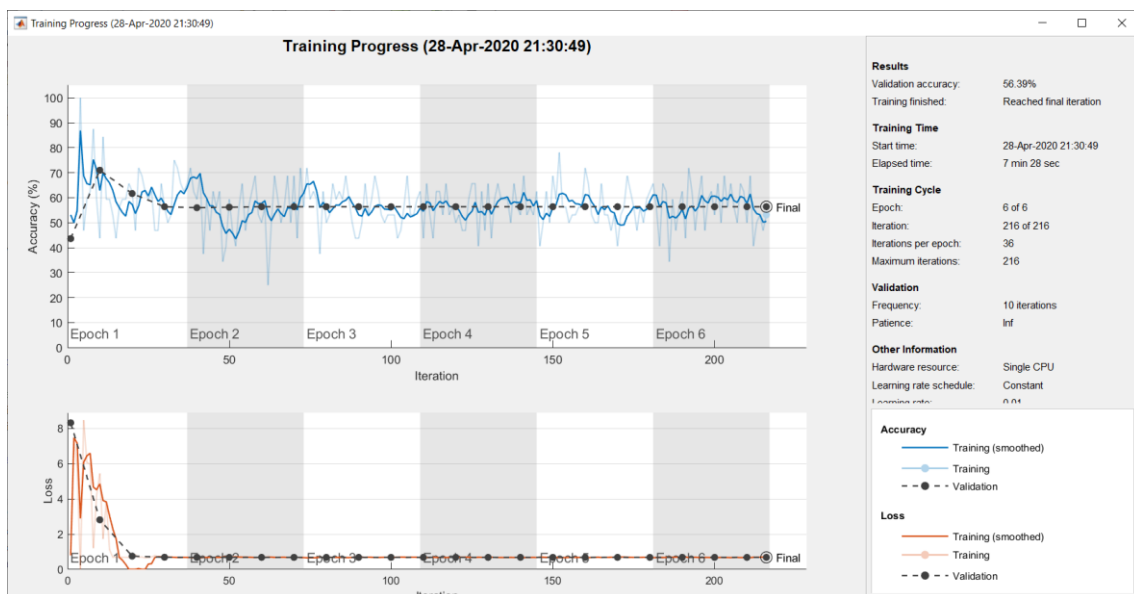 Training Progress (28-Apr-2020 21:30:49)
Training Progress (28-Apr-2020 21:30:49)
100
90
80
70
60
50
40
30
20
10
0
Accuracy (%)
Final
Epoch 1 Epoch 2 Epoch 3 Epoch 4 Epoch 5 Epoch 6
0 50 100 150 200
Iteration
8
6
4
2
0
Loss
Final
Epoch 1 Epoch 2 Epoch 3 Epoch 4 Epoch 5 Epoch 6
0 50 100 150 200
Iteration
Results
Validation accuracy: 56.39%
Training finished: Reached final iteration
Training Time
Start time: 28-Apr-2020 21:30:49
Elapsed time: 7 min 28 sec
Training Cycle
Epoch: 6 of 6
Iteration: 216 of 216
Iterations per epoch: 36
Maximum iterations: 216
Validation
Frequency: 10 iterations
Patience: Inf
Other Information
Hardware resource: Single CPU
Learning rate schedule: Constant
Learning rate: 0.01
Accuracy
Training (smoothed)
Training
Validation
Loss
Training (smoothed)
Training
Validation